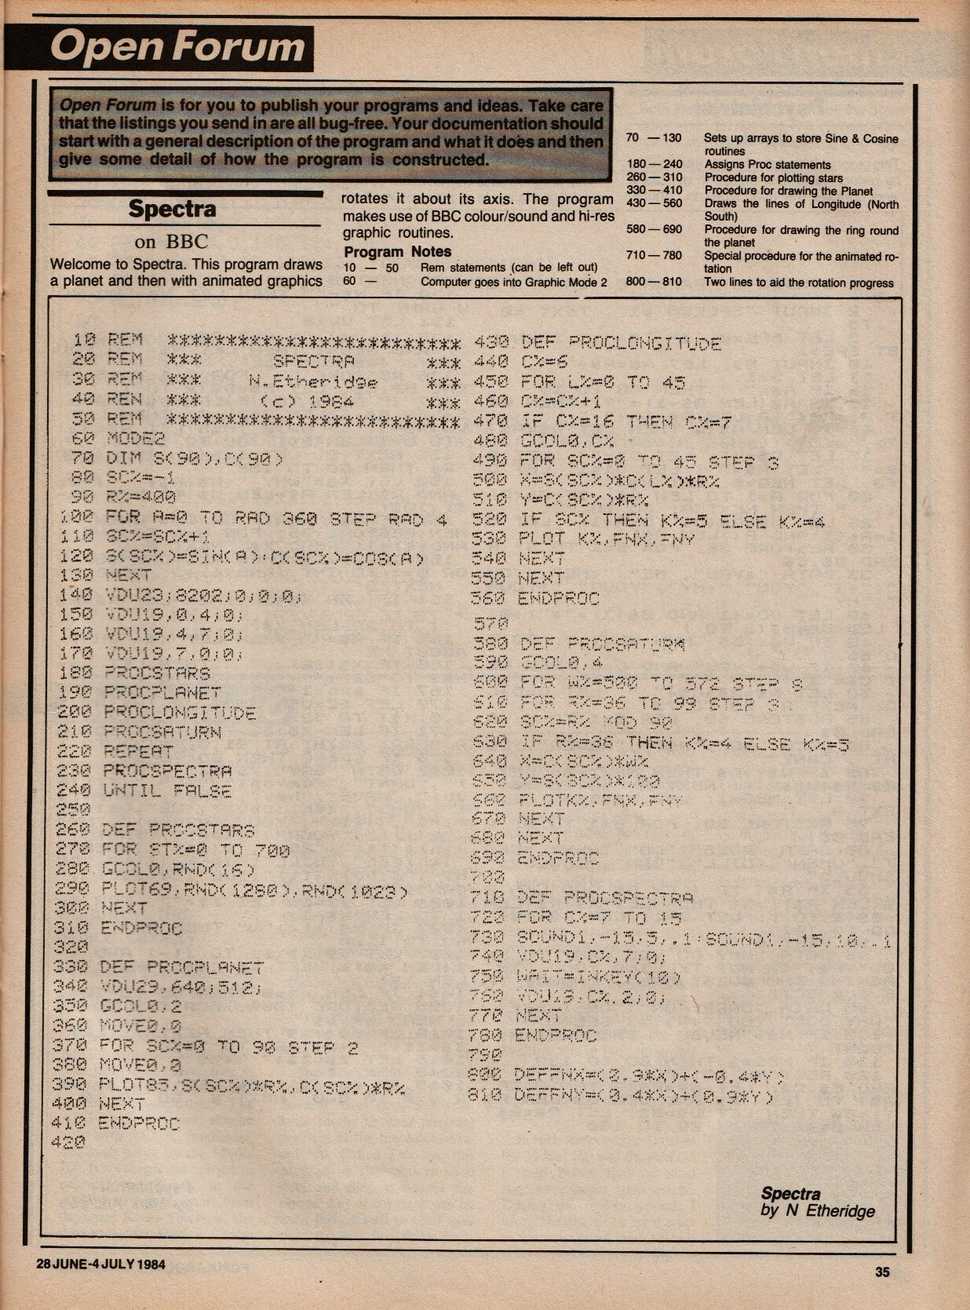 Open Forum
Open Forum is for you to publish your programs and ideas. Take care
that the listings you send in are all bug-free. Your documentation should
start with a general description of the program and what it does and then
give some detail of how the program is constructed.
Spectra
on BBC
Welcome to Spectra. This program draws
a planet and then with animated graphics
rotates it about its axis. The program
makes use of BBC colour/sound and hi-res
graphic routines.
Program Notes
10 — 50 Rem statements (can be left out)
60 — Computer goes into Graphic Mode 2
70 — 130 Sets up arrays to store Sine & Cosine
routines
180 — 240 Assigns Proc statements
260 — 310 Procedure for plotting stars
330 — 410 Procedure for drawing the Planet
430 — 560 Draws the lines of Longitude (North
South)
580 — 690 Procedure for drawing the ring round
the planet
710 — 780 Special procedure for the animated ro-
tation
800 — 810 Two lines to aid the rotation progress
10 REM ************************
20 REM *** SPECTRA ***
30 REM *** N.Etheridge ***
40 REM *** (c) 1984 ***
50 REM ************************
60 MODE2
70 DIM S(90),C(90)
80 SC%=-1
90 R%=400
100 FOR A=0 TO RAD 360 STEP RAD 4
110 SC%=SC%+1
120 S(SC%)=SIN(A):C(SC%)=COS(A)
130 NEXT
140 VDU23;8202;0;0;0;
150 VDU19,0,4;0;
160 VDU19,4,7;0;
170 VDU19,7,0;0;
180 PROCSTARS
190 PROCPLANET
200 PROCLONGITUDE
210 PROCSATURN
220 REPEAT
230 PROCSPECTRA
240 UNTIL FALSE
250
260 DEF PROCSTARS
270 FOR ST%=0 TO 700
280 GCOL0,RND(16)
290 PLOT69,RND(1280),RND(1023)
300 NEXT
310 ENDPROC
320
330 DEF PROCPLANET
340 VDU29,640;512;
350 GCOL0,2
360 MOVE0,0
370 FOR SC%=0 TO 90 STEP 2
380 MOVE0,0
390 PLOT85,S(SC%)*R%,C(SC%)*R%
400 NEXT
410 ENDPROC
420
430 DEF PROCLONGITUDE
440 C%=6
450 FOR L%=0 TO 45
460 C%=C%+1
470 IF C%=16 THEN C%=7
480 GCOL0,C%
490 FOR SC%=0 TO 45 STEP 3
500 X=S(SC%)*C(L%)*R%
510 Y=C(SC%)*R%
520 IF SC% THEN K%=5 ELSE K%=4
530 PLOT K%,FNX,FNY
540 NEXT
550 NEXT
560 ENDPROC
570
580 DEF PROCSATURN
590 GCOL0,4
600 FOR W%=500 TO 572 STEP 8
610 FOR R%=36 TO 99 STEP 3
620 SC%=R% MOD 90
630 IF R%=36 THEN K%=4 ELSE K%=5
640 X=C(SC%)*W%
650 Y=S(SC%)*100
660 PLOTK%,FNX,FNY
670 NEXT
680 NEXT
690 ENDPROC
700
710 DEF PROCSPECTRA
720 FOR C%=7 TO 15
730 SOUND1,-15,5,.1:SOUND1,-15,10,.1
740 VDU19,C%,7;0;
750 WAIT=INKEY(10)
760 VDU19,C%,2;0;
770 NEXT
780 ENDPROC
790
800 DEFFNX=(0.9*X)+(-0.4*Y)
810 DEFFNY=(0.4*X)+(0.9*Y)
Spectra
by N Etheridge
28 JUNE-4 JULY 1984
35